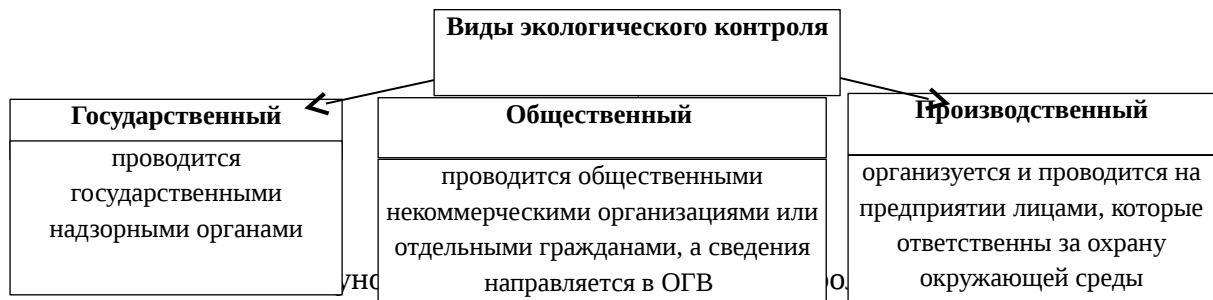 Виды экологического контроля
Государственный
проводится
государственными
надзорными органами
Общественный
проводится общественными
некоммерческими организациями или
отдельными гражданами, а сведения
направляется в ОГВ
Производственный
организуется и проводится на
предприятии лицами, которые
ответственны за охрану
окружающей среды